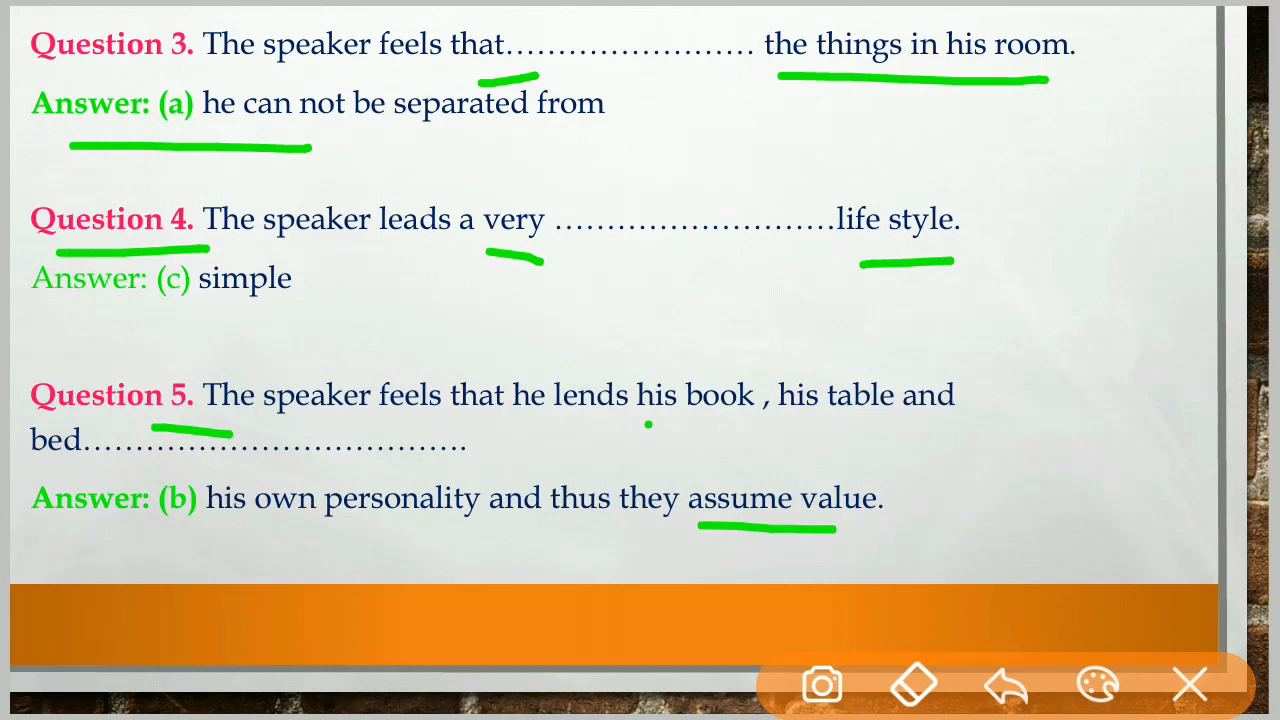 Question 3. The speaker feels that…………………… the things in his room.
Answer: (a) he can not be separated from
Question 4. The speaker leads a very ………………………life style.
Answer: (c) simple
Question 5. The speaker feels that he lends his book , his table and
bed……………………………….
Answer: (b) his own personality and thus they assume value.